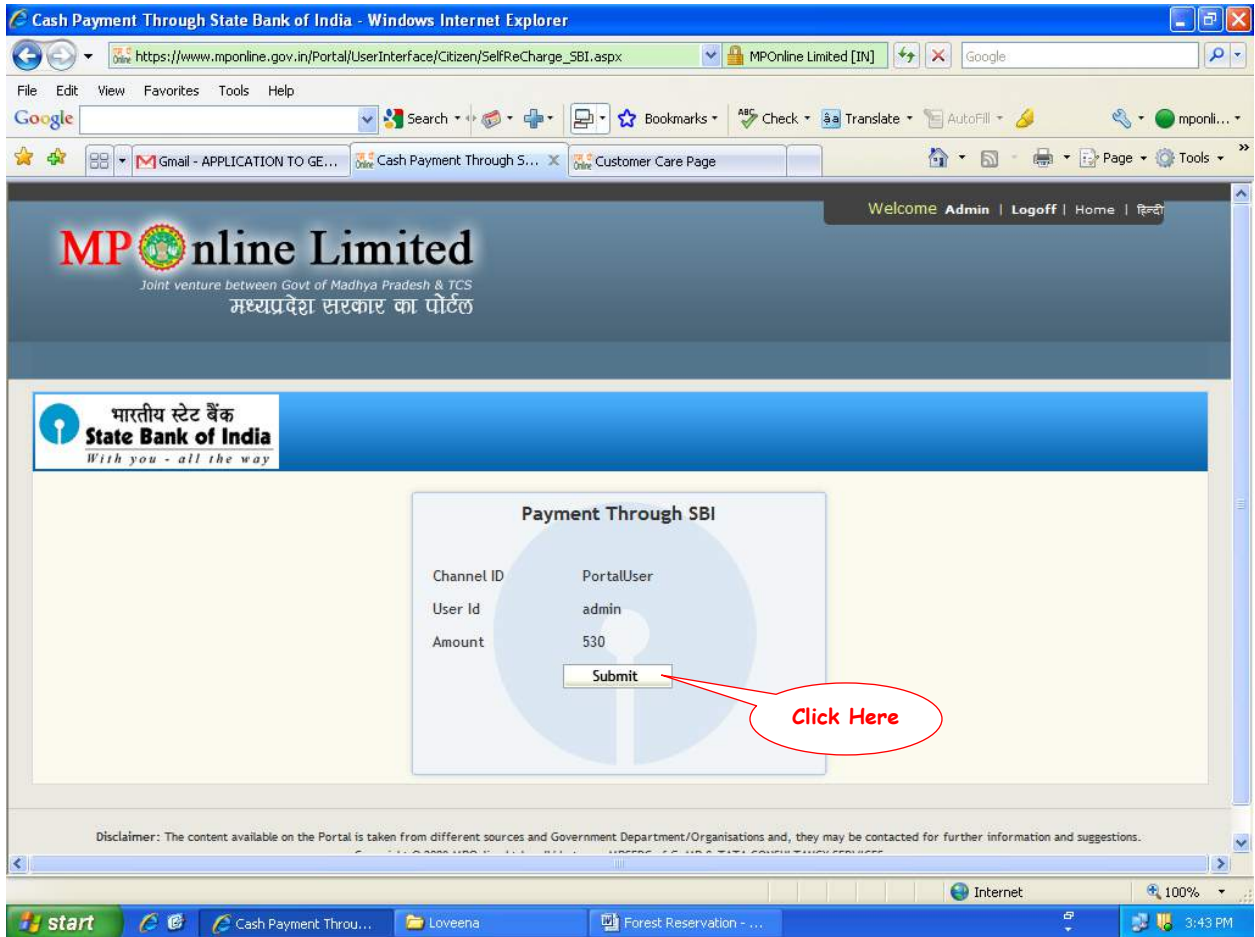 Cash Payment Through State Bank of India - Windows Internet Explorer
https://www.mponline.gov.in/Portal/UserInterface/Citizen/SelfReCharge_SBI.aspx MPOnline Limited [IN] Google
File Edit View Favorites Tools Help
Google Search Bookmarks Check Translate AutoFill mponli...
Gmail - APPLICATION TO GE... Cash Payment Through S... Customer Care Page Page Tools
Welcome Admin | Logoff | Home | हिन्दी
MPOnline Limited
Joint venture between Govt of Madhya Pradesh & TCS
मध्यप्रदेश सरकार का पोर्टल
भारतीय स्टेट बैंक
State Bank of India
With you - all the way
Payment Through SBI
Channel ID PortalUser
User Id admin
Amount 530
Submit
Click Here
Disclaimer: The content available on the Portal is taken from different sources and Government Department/Organisations and, they may be contacted for further information and suggestions.
Internet 100%
start Cash Payment Throu... Loveena Forest Reservation - ... 3:43 PM